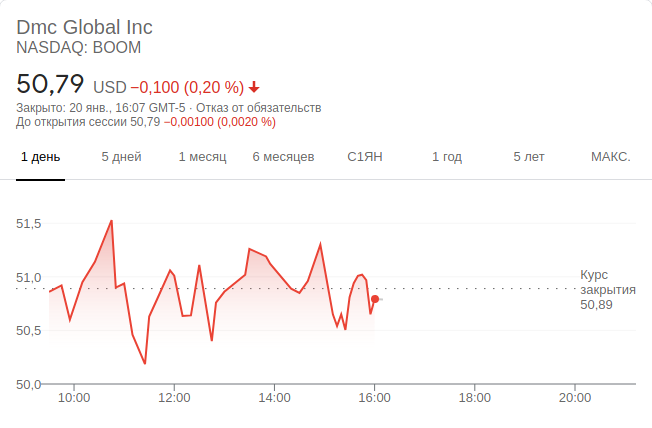 Dmc Global Inc
NASDAQ: BOOM
50,79 USD −0,100 (0,20 %)
Закрыто: 20 янв., 16:07 GMT-5 · Отказ от обязательств
До открытия сессии 50,79 −0,00100 (0,0020 %)
1 день 5 дней 1 месяц 6 месяцев С1ЯН 1 год 5 лет МАКС.
51,5
51,0
50,5
50,0
Курс
закрытия
50,89
10:00 12:00 14:00 16:00 18:00 20:00